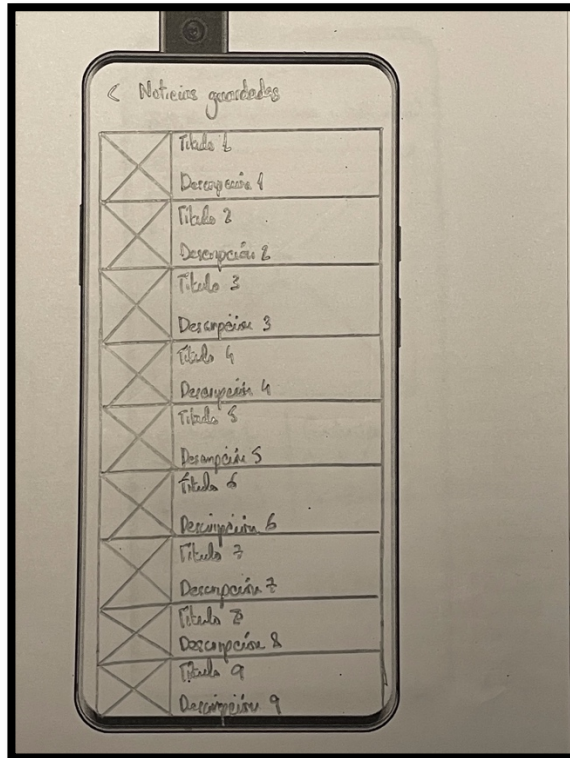 < Noticias guardadas
Título 1
Descripción 1
Título 2
Descripción 2
Título 3
Descripción 3
Título 4
Descripción 4
Título 5
Descripción 5
Título 6
Descripción 6
Título 7
Descripción 7
Título 8
Descripción 8
Título 9
Descripción 9